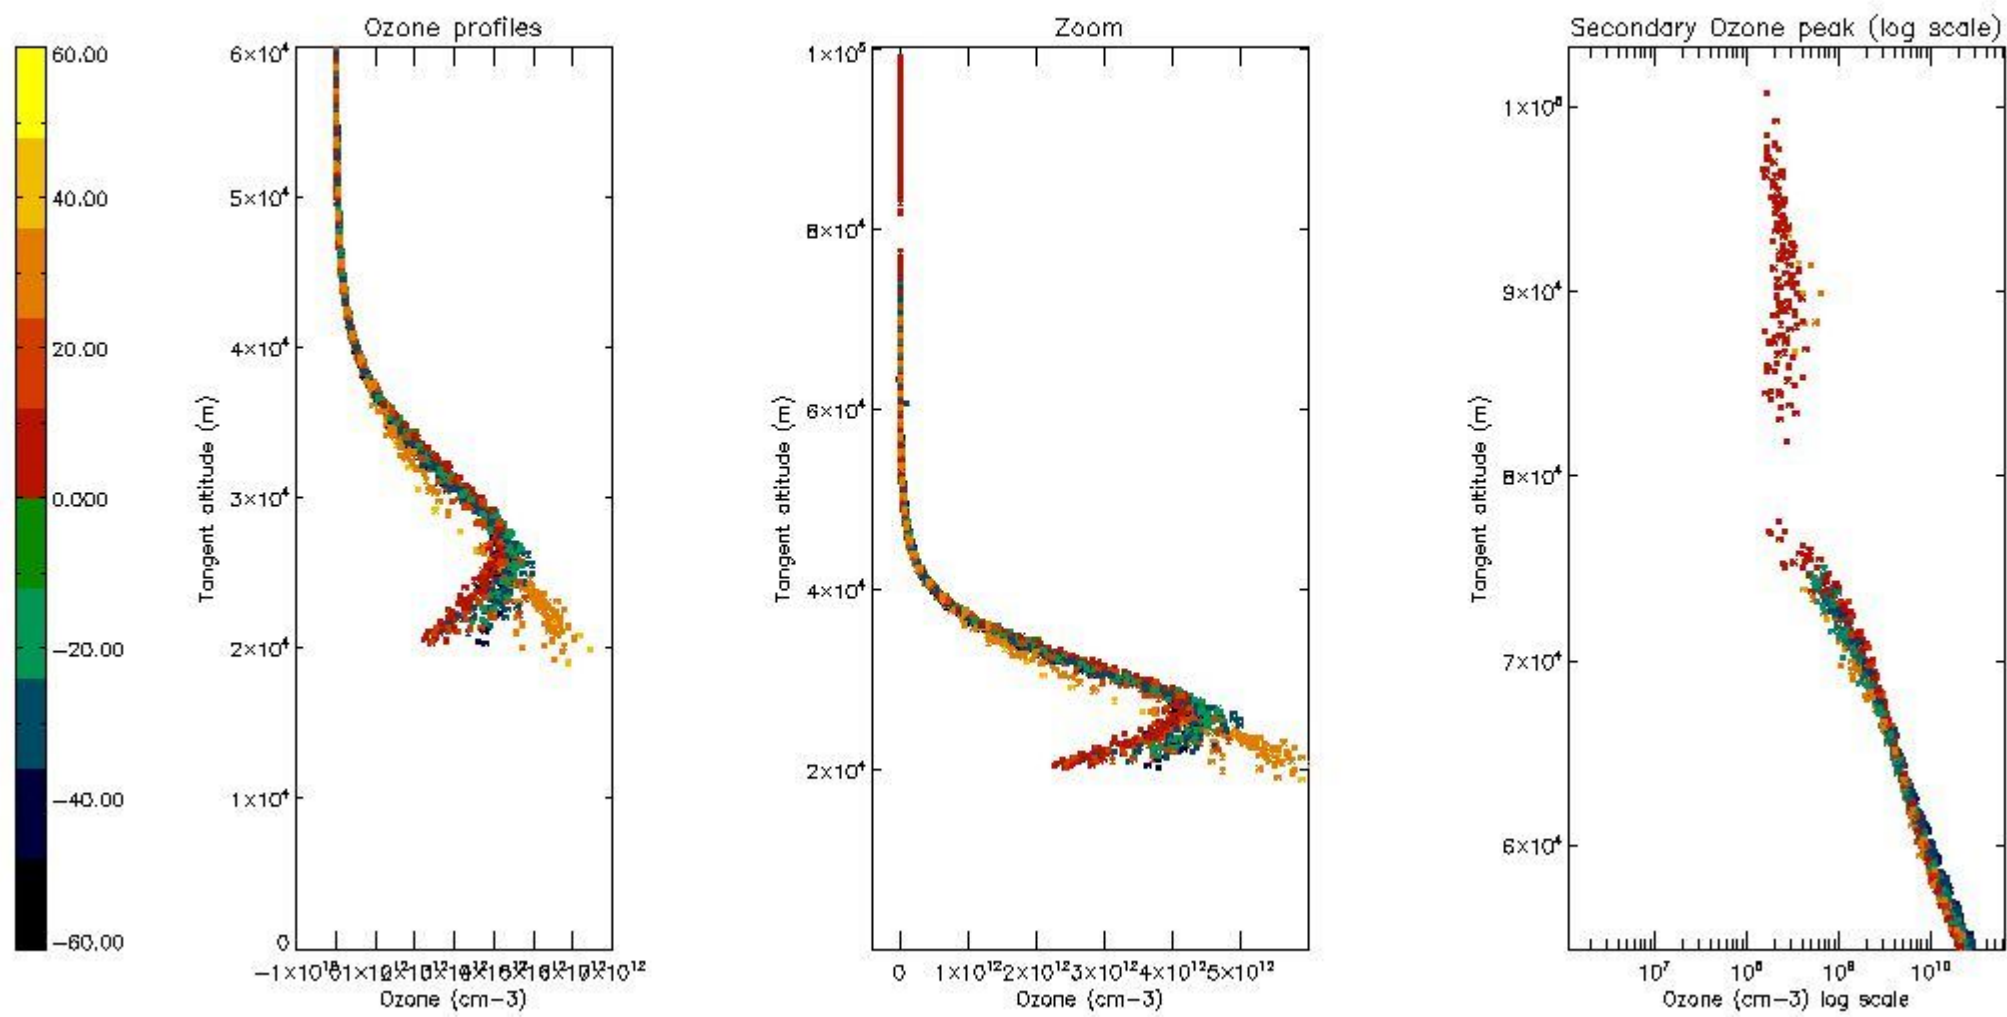 Ozone profiles
Zoom
Secondary Ozone peak (log scale)
60.00
40.00
20.00
0.000
−20.00
−40.00
−60.00
6×10⁴
5×10⁴
4×10⁴
3×10⁴
2×10⁴
1×10⁴
0
Tangent altitude (m)
Ozone (cm−3)
1×10⁵
8×10⁴
6×10⁴
4×10⁴
2×10⁴
Tangent altitude (m)
0 1×10¹² 2×10¹² 3×10¹² 4×10¹² 5×10¹²
Ozone (cm−3)
1×10⁵
9×10⁴
8×10⁴
7×10⁴
6×10⁴
Tangent altitude (m)
10⁷ 10⁸ 10⁹ 10¹⁰
Ozone (cm−3) log scale